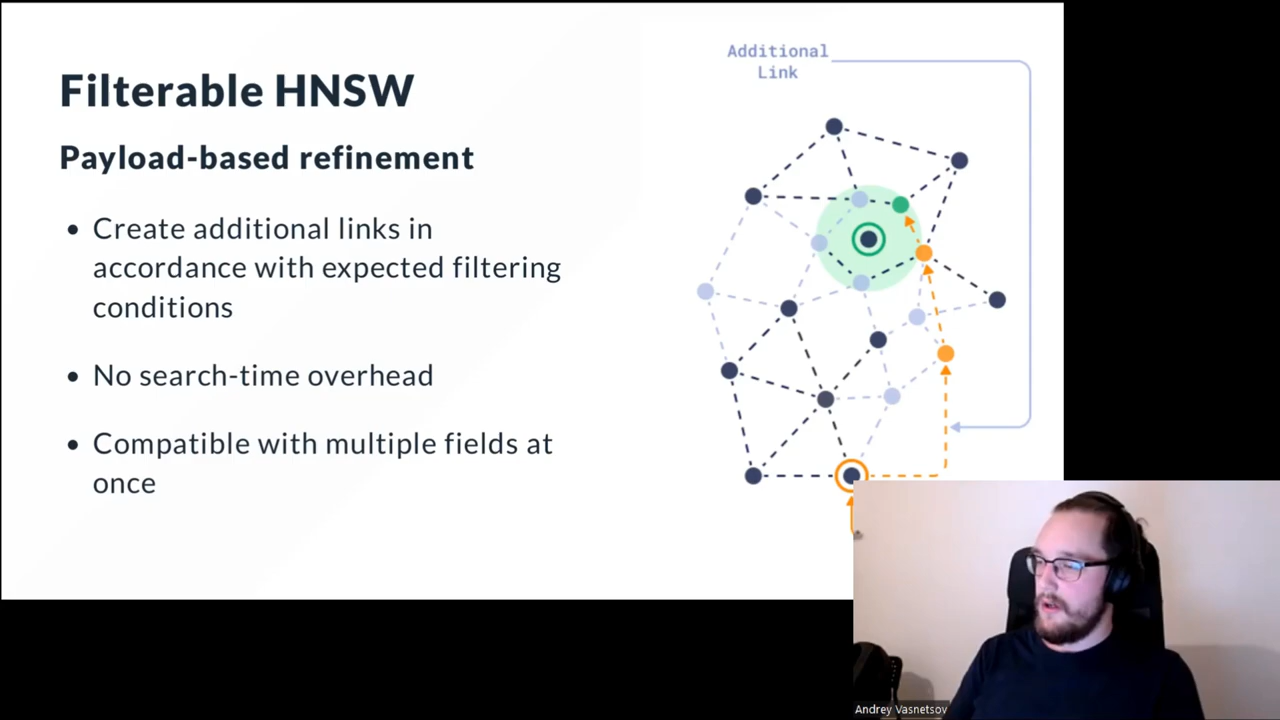 Filterable HNSW
Payload-based refinement
• Create additional links in
accordance with expected filtering
conditions
• No search-time overhead
• Compatible with multiple fields at
once
Additional
Link
Andrey Vasnetsov